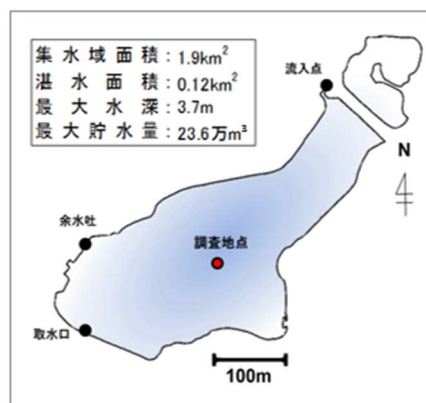 集水域面積：1.9km²
湛水面積：0.12km²
最大水深：3.7m
最大貯水量：23.6万m³
流入点
N
余水吐
調査地点
取水口
100m